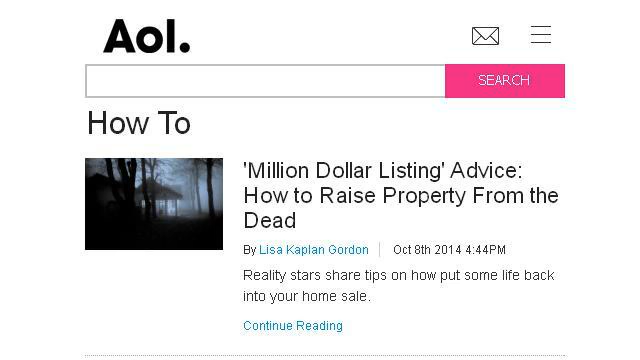 Aol.
SEARCH
How To
'Million Dollar Listing' Advice:
How to Raise Property From the
Dead
By Lisa Kaplan Gordon
Oct 8th 2014 4:44PM
Reality stars share tips on how put some life back
into your home sale.
Continue Reading